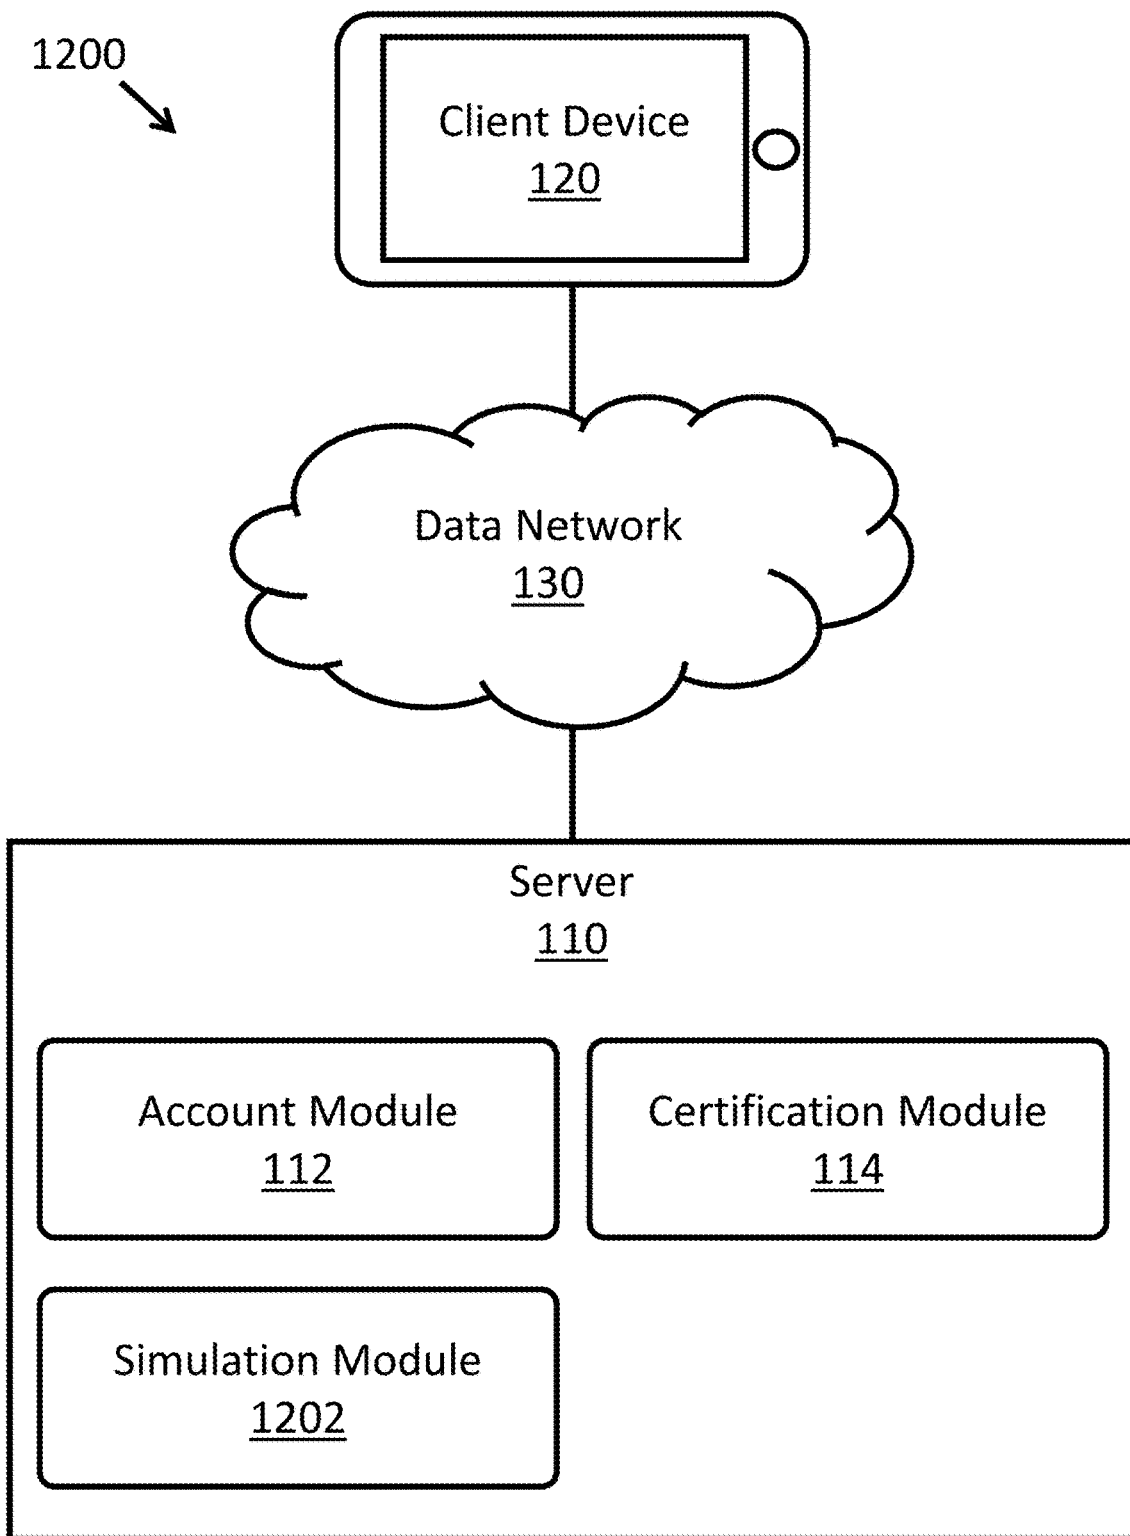 1200
Client Device
120
Data Network
130
Server
110
Account Module
112
Certification Module
114
Simulation Module
1202